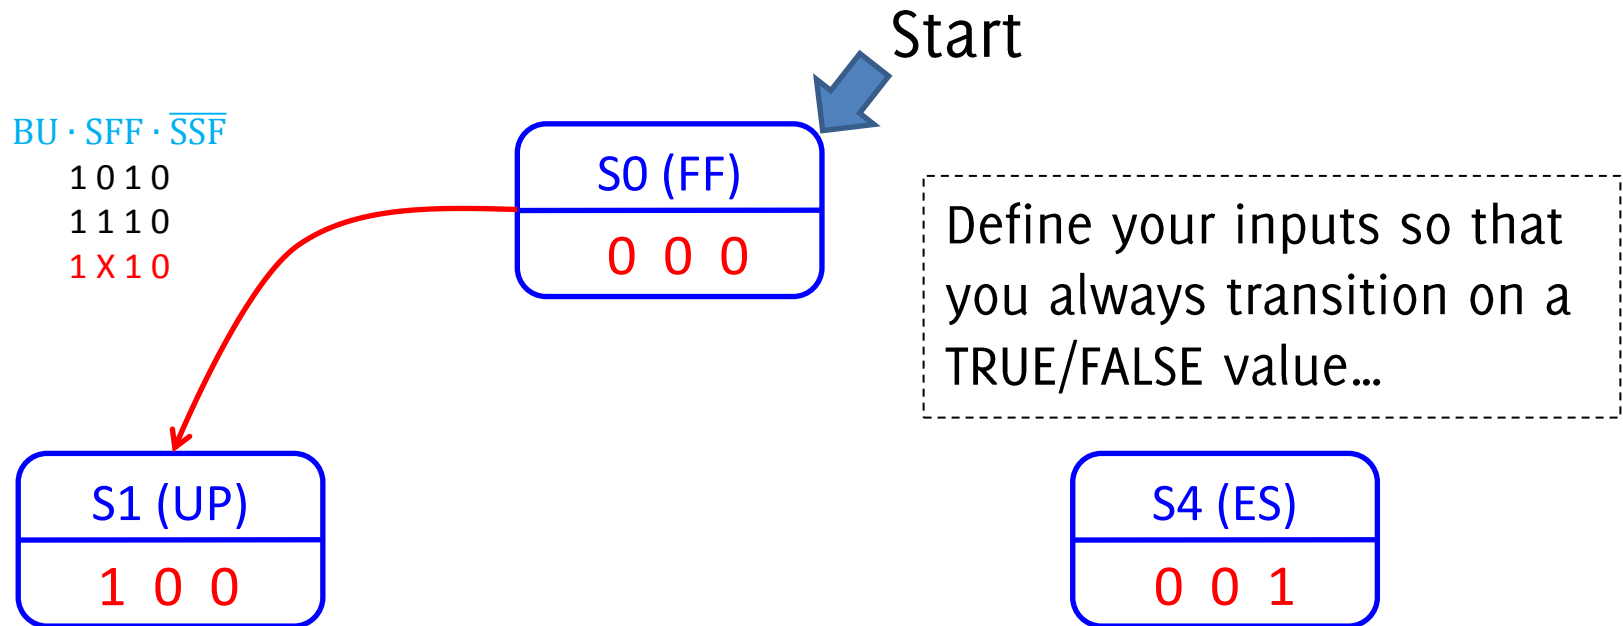 Start
BU · SFF · \overline{SSF}
1 0 1 0
1 1 1 0
1 X 1 0
S0 (FF)
0 0 0
Define your inputs so that
you always transition on a
TRUE/FALSE value…
S1 (UP)
1 0 0
S4 (ES)
0 0 1